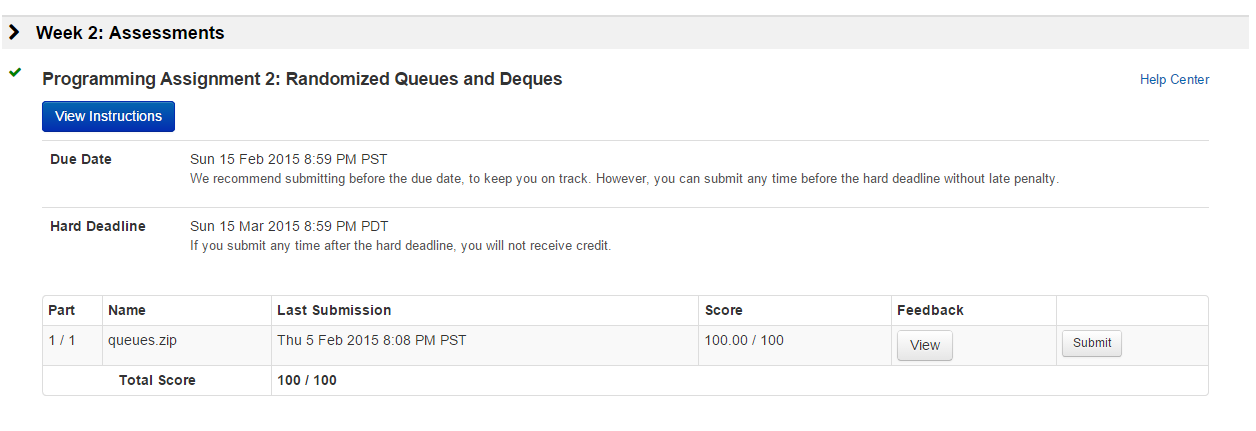 Week 2: Assessments
Programming Assignment 2: Randomized Queues and Deques
Help Center
View Instructions
Due Date
Sun 15 Feb 2015 8:59 PM PST
We recommend submitting before the due date, to keep you on track. However, you can submit any time before the hard deadline without late penalty.
Hard Deadline
Sun 15 Mar 2015 8:59 PM PDT
If you submit any time after the hard deadline, you will not receive credit.
Part Name Last Submission Score Feedback
1 / 1 queues.zip Thu 5 Feb 2015 8:08 PM PST 100.00 / 100 View Submit
Total Score 100 / 100